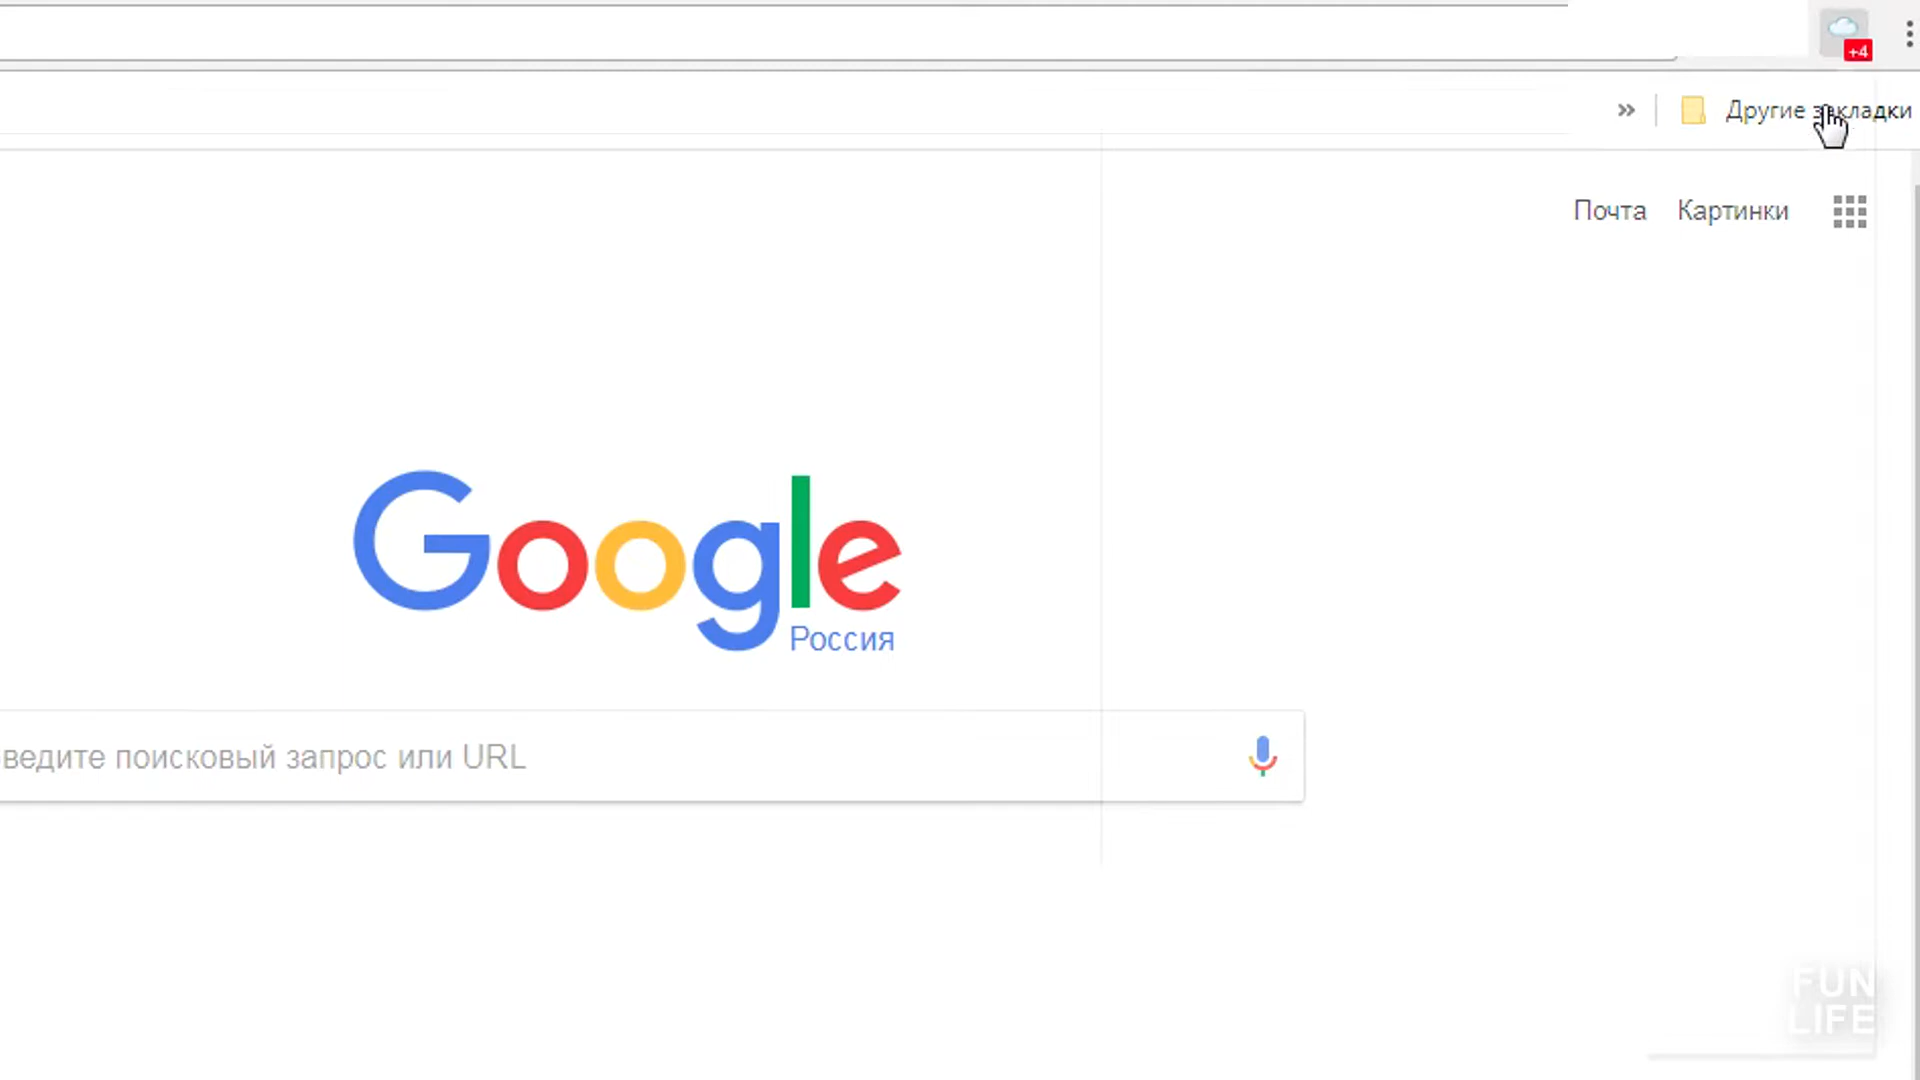 +4
» Другие закладки
Почта Картинки
Google
Россия
ведите поисковый запрос или URL
FUN
LIFE